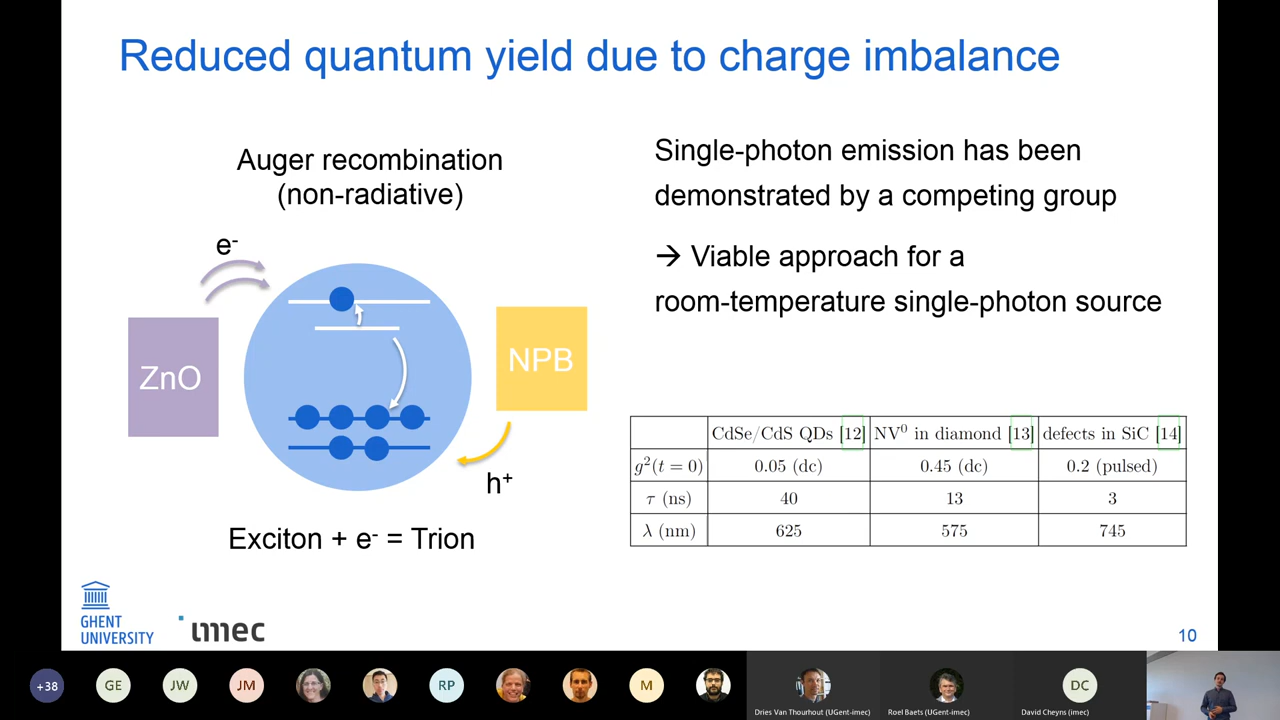 Reduced quantum yield due to charge imbalance
Auger recombination
(non-radiative)
e-
ZnO
NPB
h+
Exciton + e- = Trion
Single-photon emission has been
demonstrated by a competing group
→ Viable approach for a
room-temperature single-photon source
CdSe/CdS QDs [12] NV⁰ in diamond [13] defects in SiC [14]
g²(t = 0) 0.05 (dc) 0.45 (dc) 0.2 (pulsed)
τ (ns) 40 13 3
λ (nm) 625 575 745
GHENT
UNIVERSITY
imec
10
+38
GE
JW
JM
RP
M
DC
Dries Van Thourhout (UGent-imec)
Roel Baets (UGent-imec)
David Cheyns (imec)